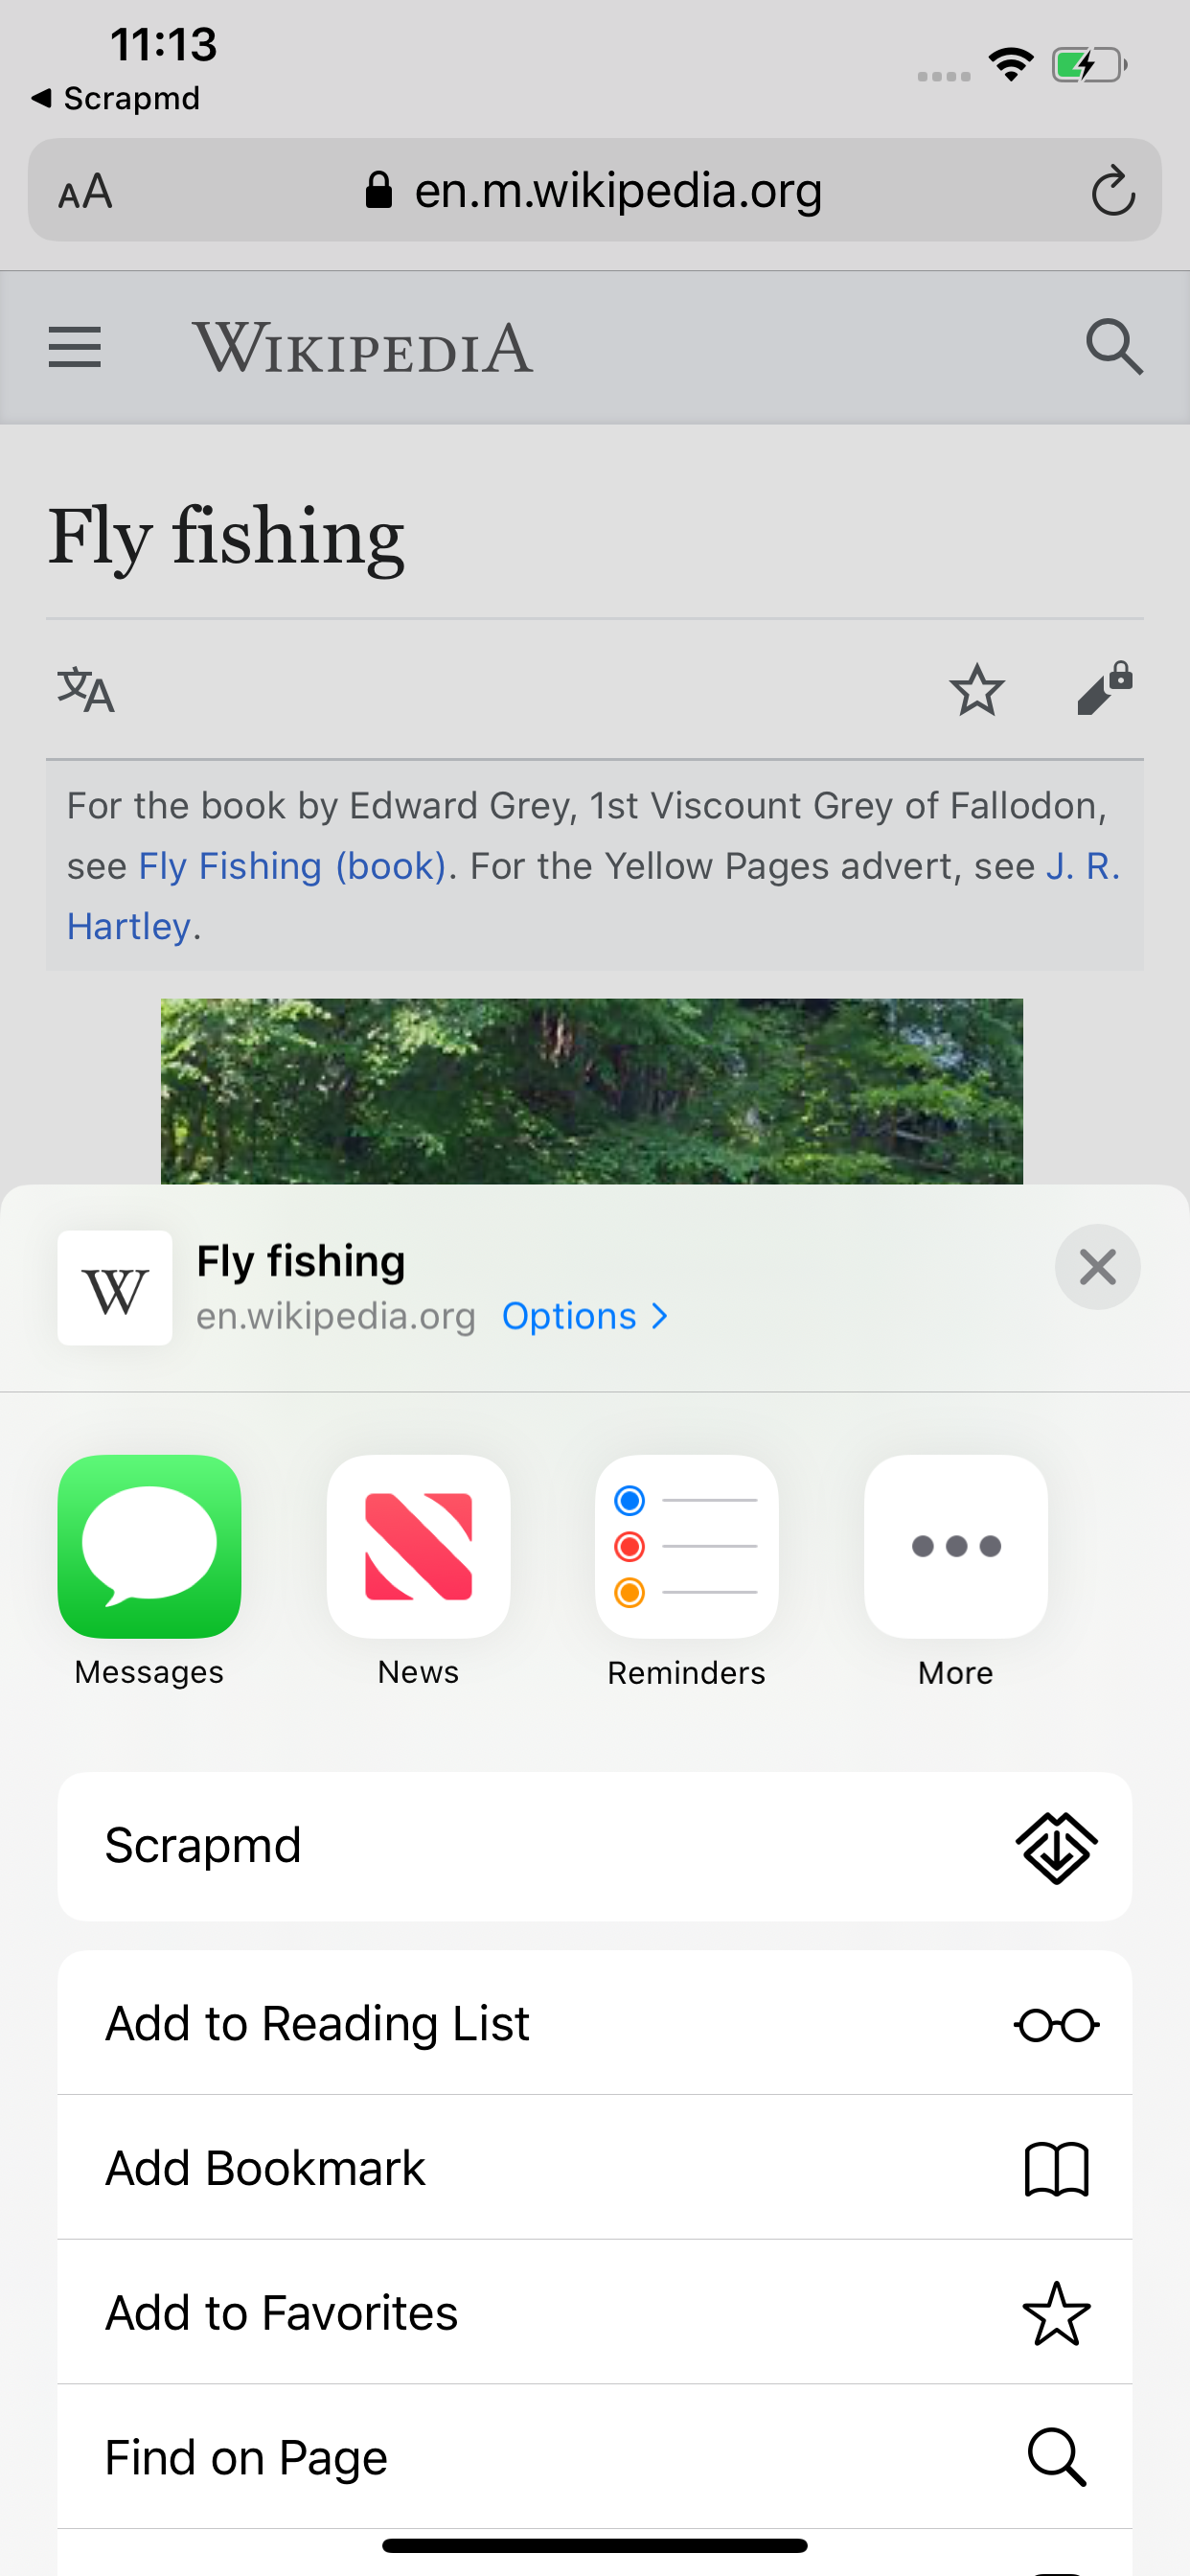 11:13
Scrapmd
AA en.m.wikipedia.org
WIKIPEDIA
Fly fishing
文A
For the book by Edward Grey, 1st Viscount Grey of Fallodon,
see Fly Fishing (book). For the Yellow Pages advert, see J. R.
Hartley.
W
Fly fishing
en.wikipedia.org Options
Messages News Reminders More
Scrapmd
Add to Reading List
Add Bookmark
Add to Favorites
Find on Page